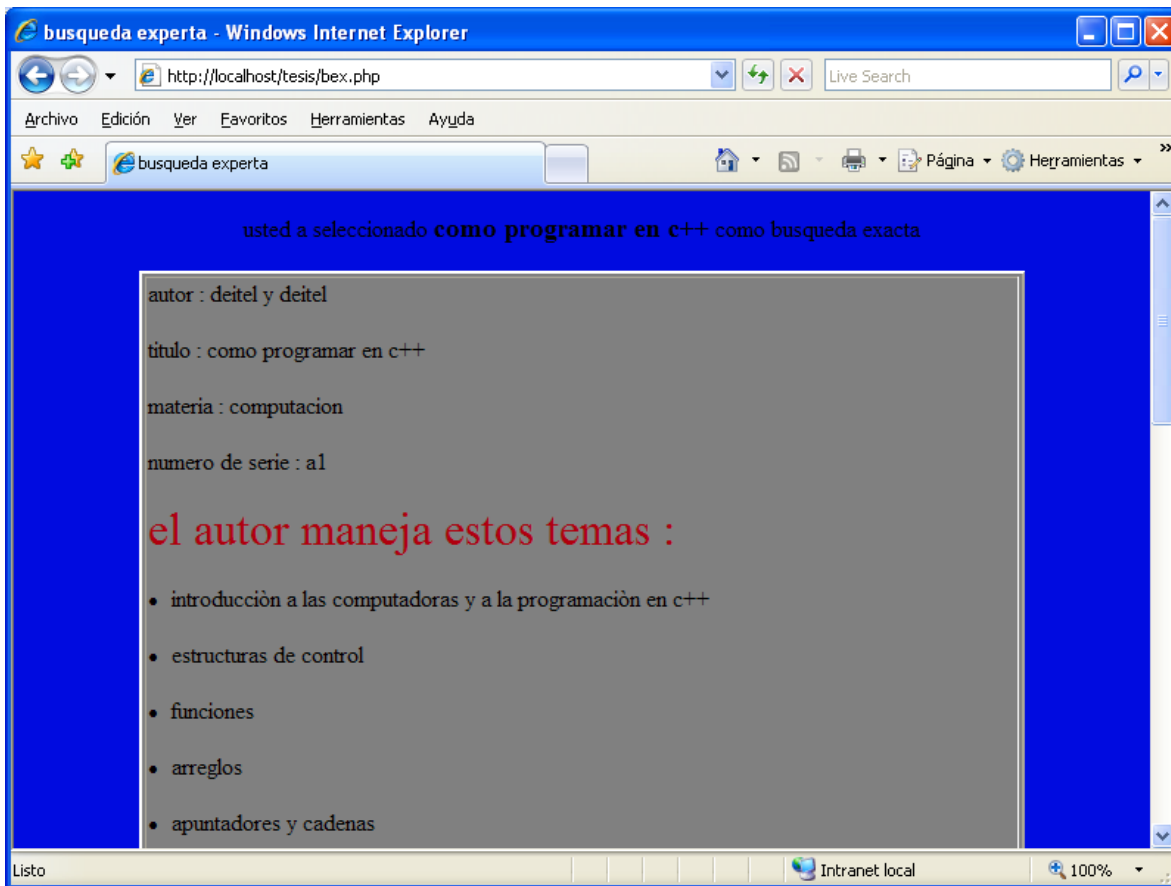 busqueda experta - Windows Internet Explorer
http://localhost/tesis/bex.php
Live Search
Archivo Edición Ver Favoritos Herramientas Ayuda
busqueda experta
Página Herramientas »
usted a seleccionado como programar en c++ como busqueda exacta
autor : deitel y deitel
titulo : como programar en c++
materia : computacion
numero de serie : a1
el autor maneja estos temas :
• introducciòn a las computadoras y a la programaciòn en c++
• estructuras de control
• funciones
• arreglos
• apuntadores y cadenas
Listo Intranet local 100%